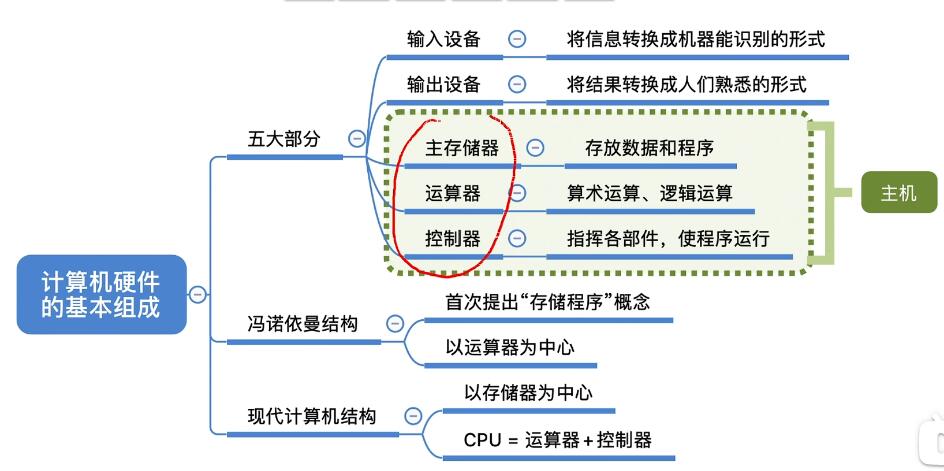 输入设备
将信息转换成机器能识别的形式
输出设备
将结果转换成人们熟悉的形式
五大部分
主存储器
存放数据和程序
运算器
算术运算、逻辑运算
主机
控制器
指挥各部件，使程序运行
计算机硬件
的基本组成
首次提出“存储程序”概念
冯诺依曼结构
以运算器为中心
以存储器为中心
现代计算机结构
CPU = 运算器+控制器